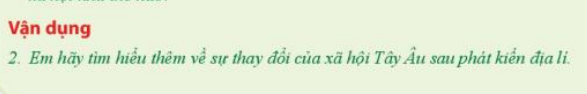 Vận dụng
2. Em hãy tìm hiểu thêm về sự thay đổi của xã hội Tây Âu sau phát kiến địa lí.